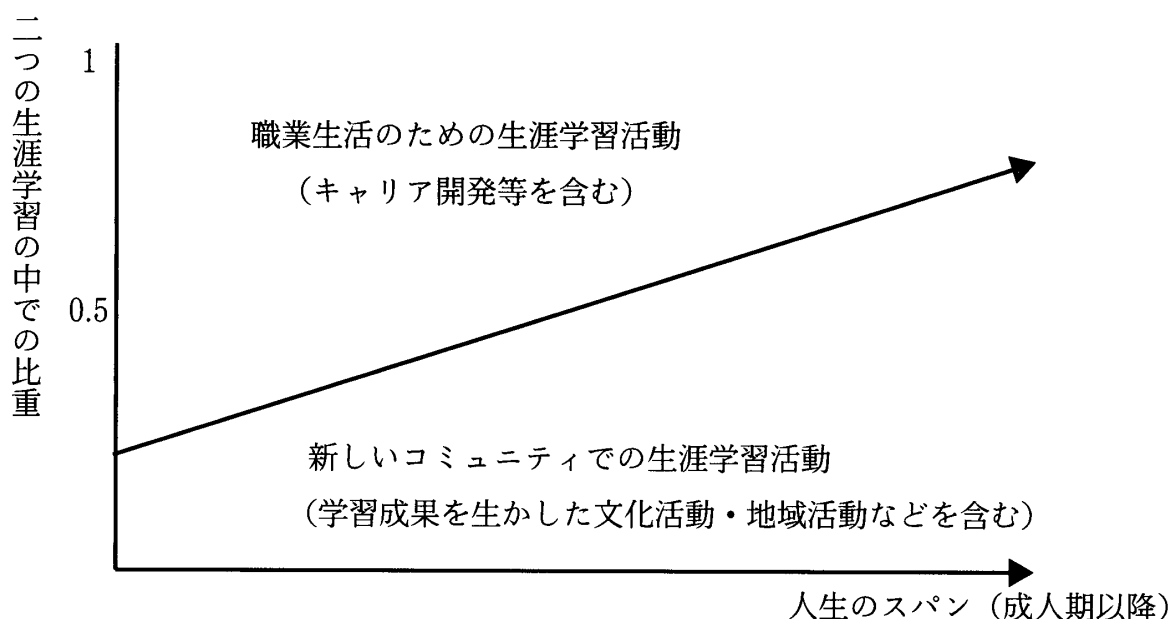 二つの生涯学習の中での比重
1
職業生活のための生涯学習活動
(キャリア開発等を含む)
0.5
新しいコミュニティでの生涯学習活動
(学習成果を生かした文化活動・地域活動などを含む)
人生のスパン(成人期以降)